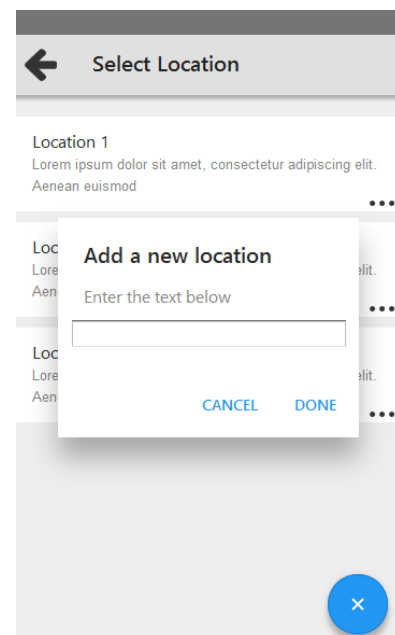 Select Location
Location 1
Lorem ipsum dolor sit amet, consectetur adipiscing elit.
Aenean euismod
Add a new location
Enter the text below
CANCEL DONE